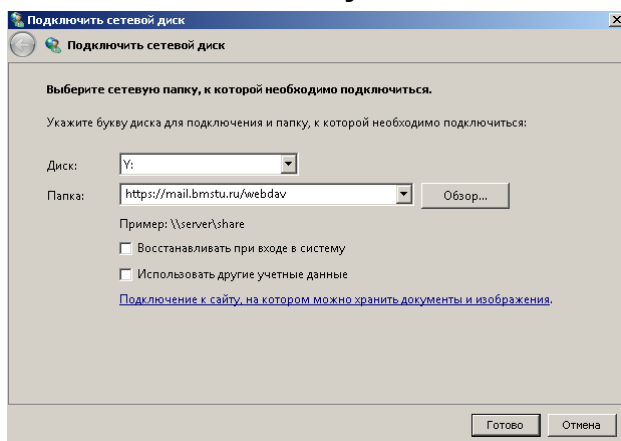 Подключить сетевой диск
Подключить сетевой диск
Выберите сетевую папку, к которой необходимо подключиться.
Укажите букву диска для подключения и папку, к которой необходимо подключиться:
Диск: Y:
Папка: https://mail.bmstu.ru/webdav Обзор...
Пример: \\server\share
Восстанавливать при входе в систему
Использовать другие учетные данные
Подключение к сайту, на котором можно хранить документы и изображения.
Готово Отмена